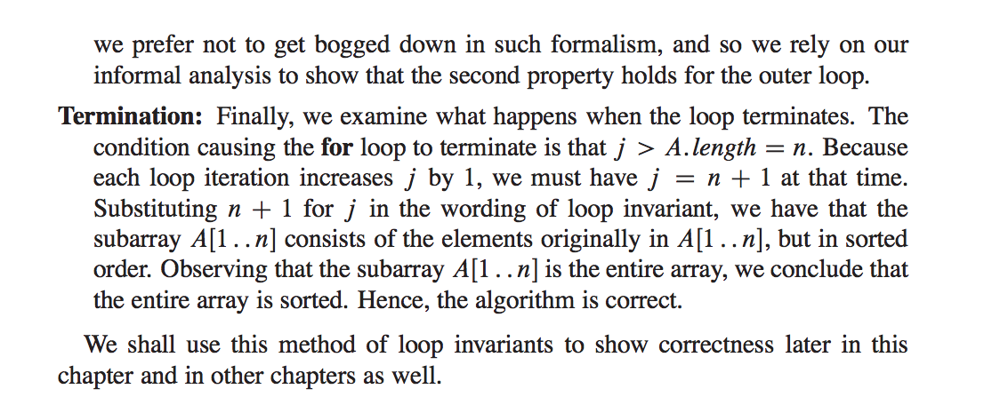 we prefer not to get bogged down in such formalism, and so we rely on our
informal analysis to show that the second property holds for the outer loop.
Termination: Finally, we examine what happens when the loop terminates. The
condition causing the for loop to terminate is that j > A.length = n. Because
each loop iteration increases j by 1, we must have j = n + 1 at that time.
Substituting n + 1 for j in the wording of loop invariant, we have that the
subarray A[1 . . n] consists of the elements originally in A[1 . . n], but in sorted
order. Observing that the subarray A[1 . . n] is the entire array, we conclude that
the entire array is sorted. Hence, the algorithm is correct.
We shall use this method of loop invariants to show correctness later in this
chapter and in other chapters as well.